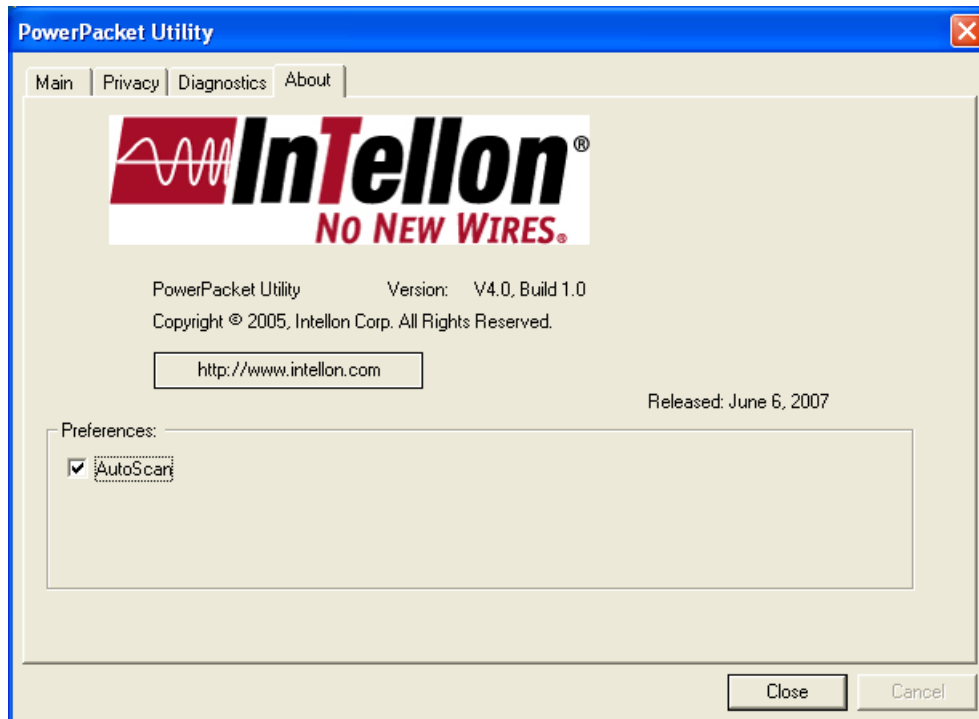 PowerPacket Utility
Main Privacy Diagnostics About
InTellon®
No New Wires.®
PowerPacket Utility Version: V4.0, Build 1.0
Copyright © 2005, Intellon Corp. All Rights Reserved.
http://www.intellon.com
Released: June 6, 2007
Preferences:
AutoScan
Close Cancel